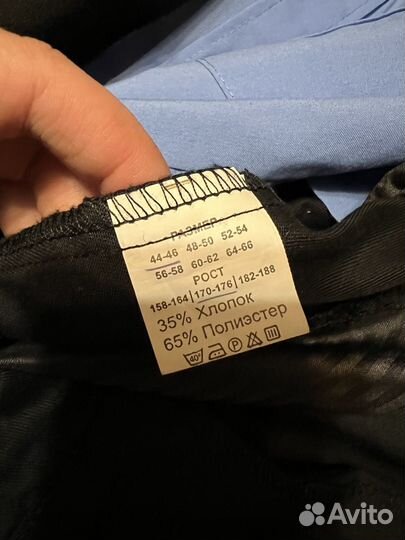 РАЗМЕР
44-46 48-50 52-54
56-58 60-62 64-66
РОСТ
158-164 170-176 182-188
35% Хлопок
65% Полиэстер
40°
P
Avito